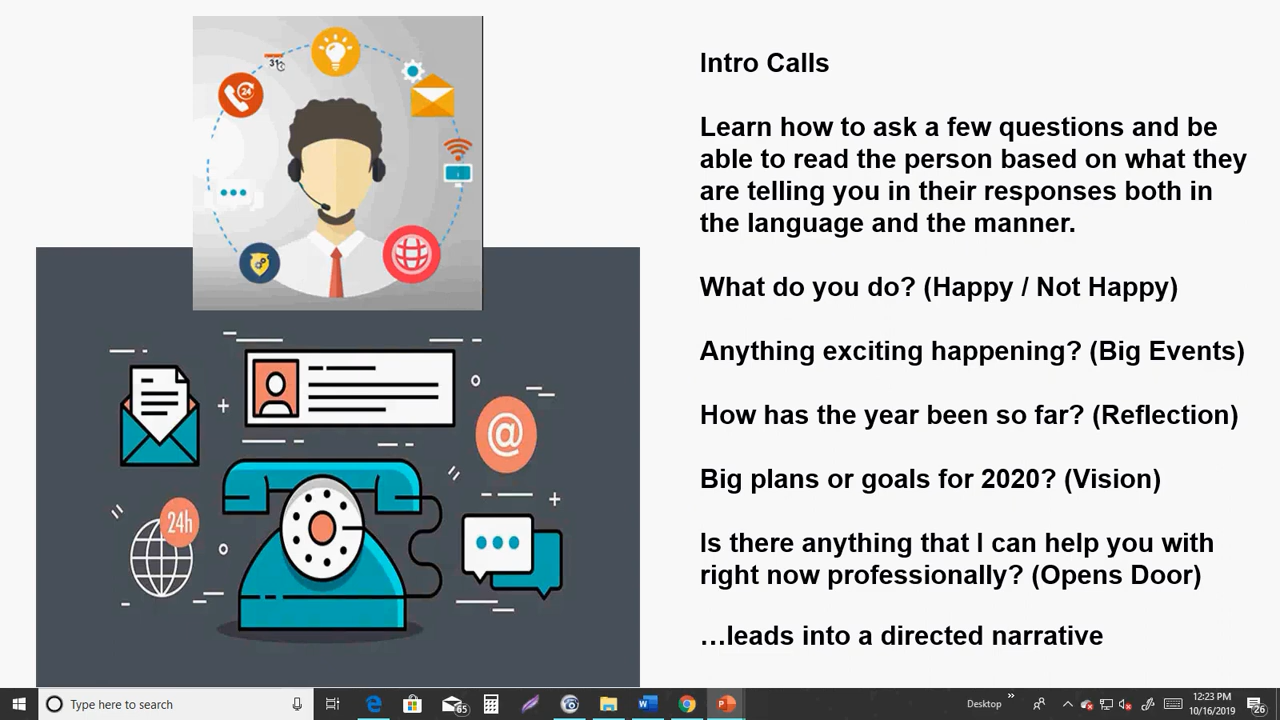 31
24
Intro Calls
Learn how to ask a few questions and be
able to read the person based on what they
are telling you in their responses both in
the language and the manner.
What do you do? (Happy / Not Happy)
Anything exciting happening? (Big Events)
How has the year been so far? (Reflection)
@
Big plans or goals for 2020? (Vision)
24h
Is there anything that I can help you with
right now professionally? (Opens Door)
…leads into a directed narrative
Type here to search
65
W
P
Desktop
»
12:23 PM
10/16/2019
26